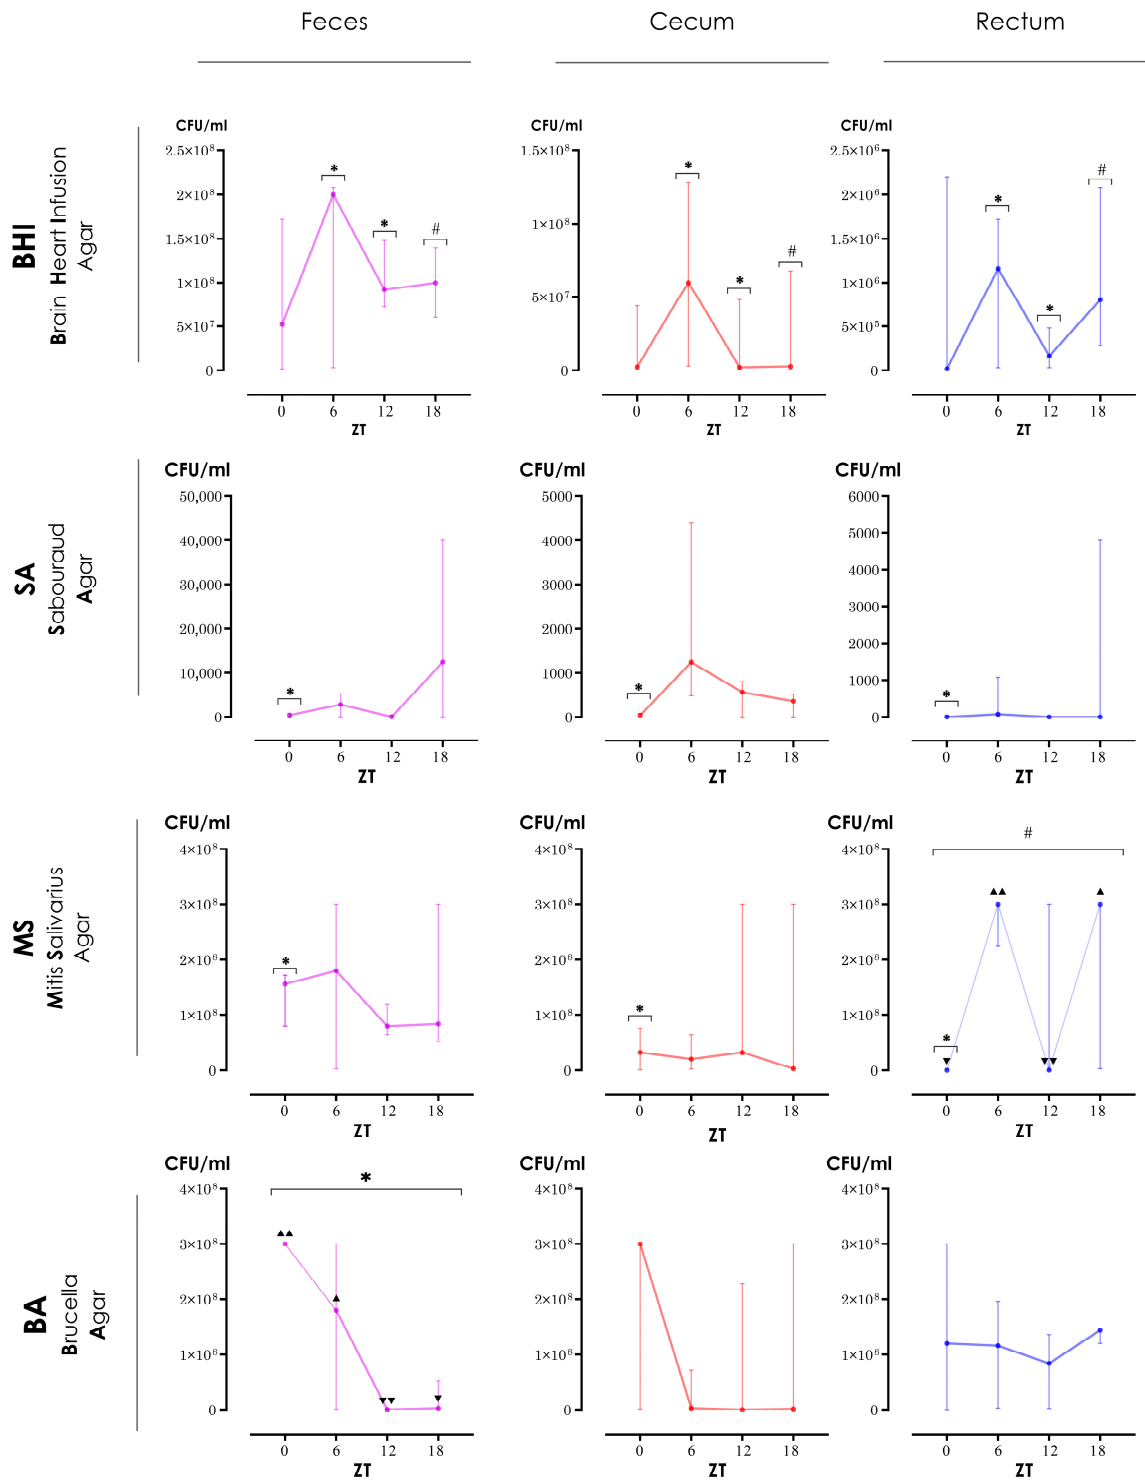 Feces Cecum Rectum
BHI
Brain Heart Infusion
Agar
CFU/ml
2.5×10⁸
2×10⁸
1.5×10⁸
1×10⁸
5×10⁷
0
* * #
0 6 12 18
ZT
CFU/ml
1.5×10⁸
1×10⁸
5×10⁷
0
* * #
0 6 12 18
ZT
CFU/ml
2.5×10⁶
2×10⁶
1.5×10⁶
1×10⁶
5×10⁵
0
* * #
0 6 12 18
ZT
SA
Sabouraud
Agar
CFU/ml
50,000
40,000
30,000
20,000
10,000
0
*
0 6 12 18
ZT
CFU/ml
5000
4000
3000
2000
1000
0
*
0 6 12 18
ZT
CFU/ml
6000
5000
4000
3000
2000
1000
0
*
0 6 12 18
ZT
MS
Mitis Salivarius
Agar
CFU/ml
4×10⁸
3×10⁸
2×10⁶
1×10⁸
0
*
0 6 12 18
ZT
CFU/ml
4×10⁸
3×10⁸
2×10⁶
1×10⁸
0
*
0 6 12 18
ZT
CFU/ml
4×10⁸
3×10⁸
2×10⁶
1×10⁸
0
#
▲▲ ▲
*
▼ ▼▼
0 6 12 18
ZT
BA
Brucella
Agar
CFU/ml
4×10⁸
3×10⁸
2×10⁸
1×10⁸
0
*
▲▲
▲
▼▼ ▼
0 6 12 18
ZT
CFU/ml
4×10⁸
3×10⁸
2×10⁸
1×10⁸
0
0 6 12 18
ZT
CFU/ml
4×10⁸
3×10⁸
2×10⁸
1×10⁸
0
0 6 12 18
ZT